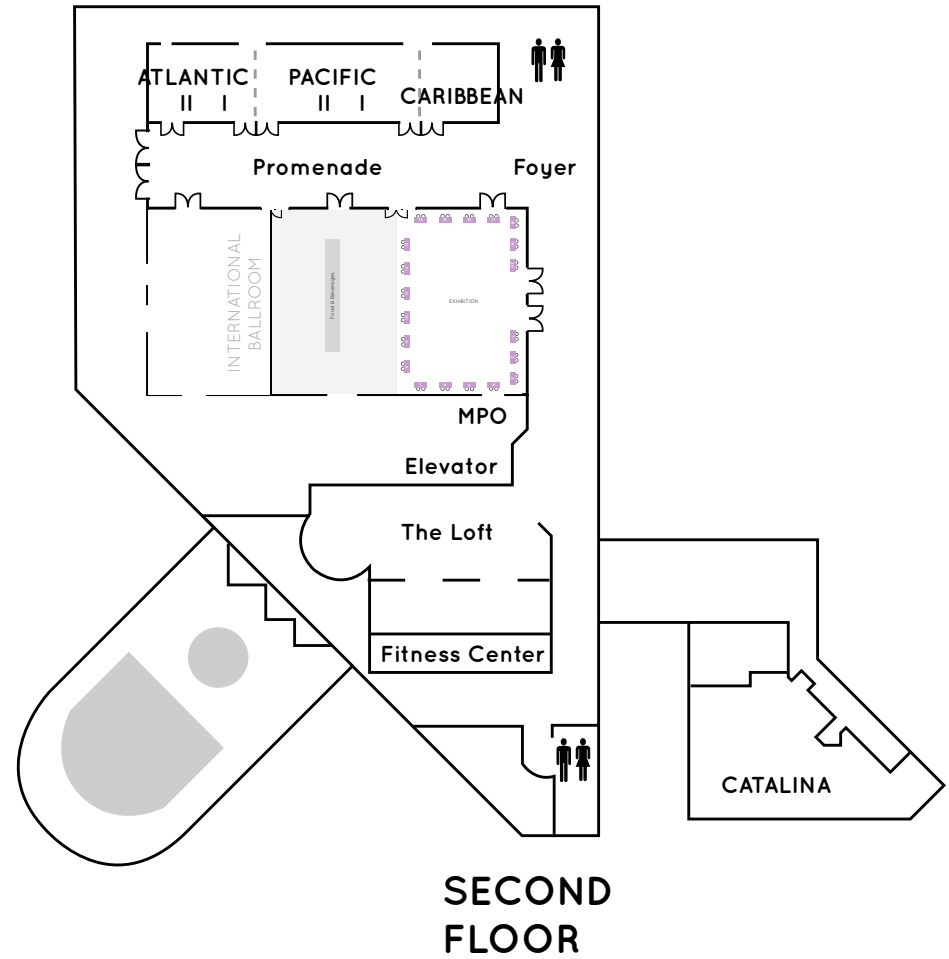 ATLANTIC
II I
PACIFIC
II I
CARIBBEAN
Promenade
Foyer
INTERNATIONAL
BALLROOM
Food & Beverages
EXHIBITION
MPO
Elevator
The Loft
Fitness Center
CATALINA
SECOND
FLOOR